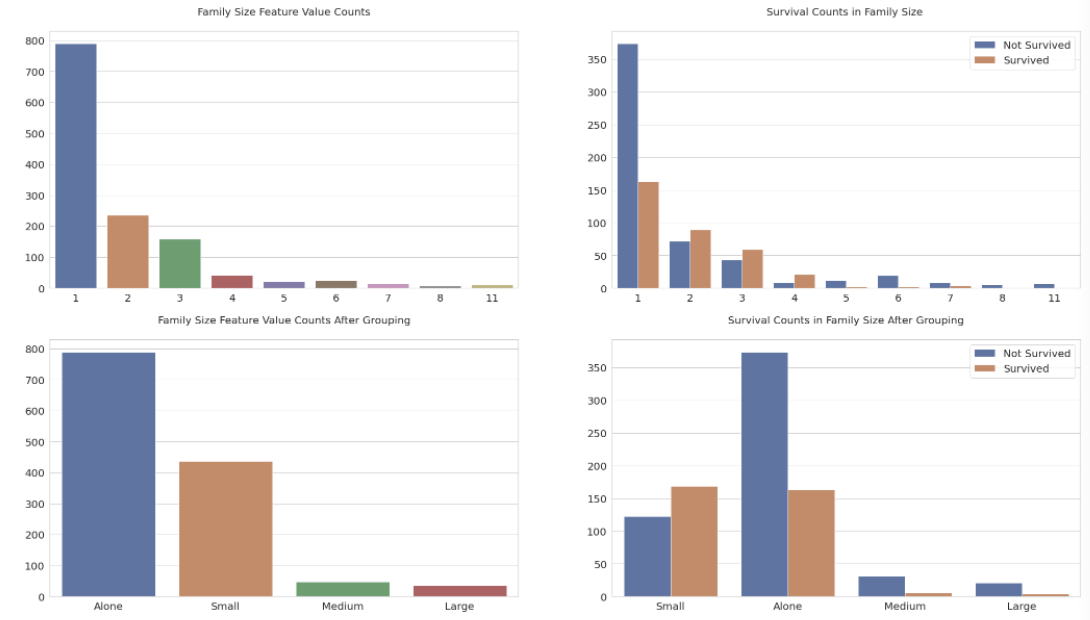 Family Size Feature Value Counts
800
700
600
500
400
300
200
100
0
1 2 3 4 5 6 7 8 11
Survival Counts in Family Size
Not Survived
Survived
350
300
250
200
150
100
50
0
1 2 3 4 5 6 7 8 11
Family Size Feature Value Counts After Grouping
800
700
600
500
400
300
200
100
0
Alone Small Medium Large
Survival Counts in Family Size After Grouping
Not Survived
Survived
350
300
250
200
150
100
50
0
Small Alone Medium Large